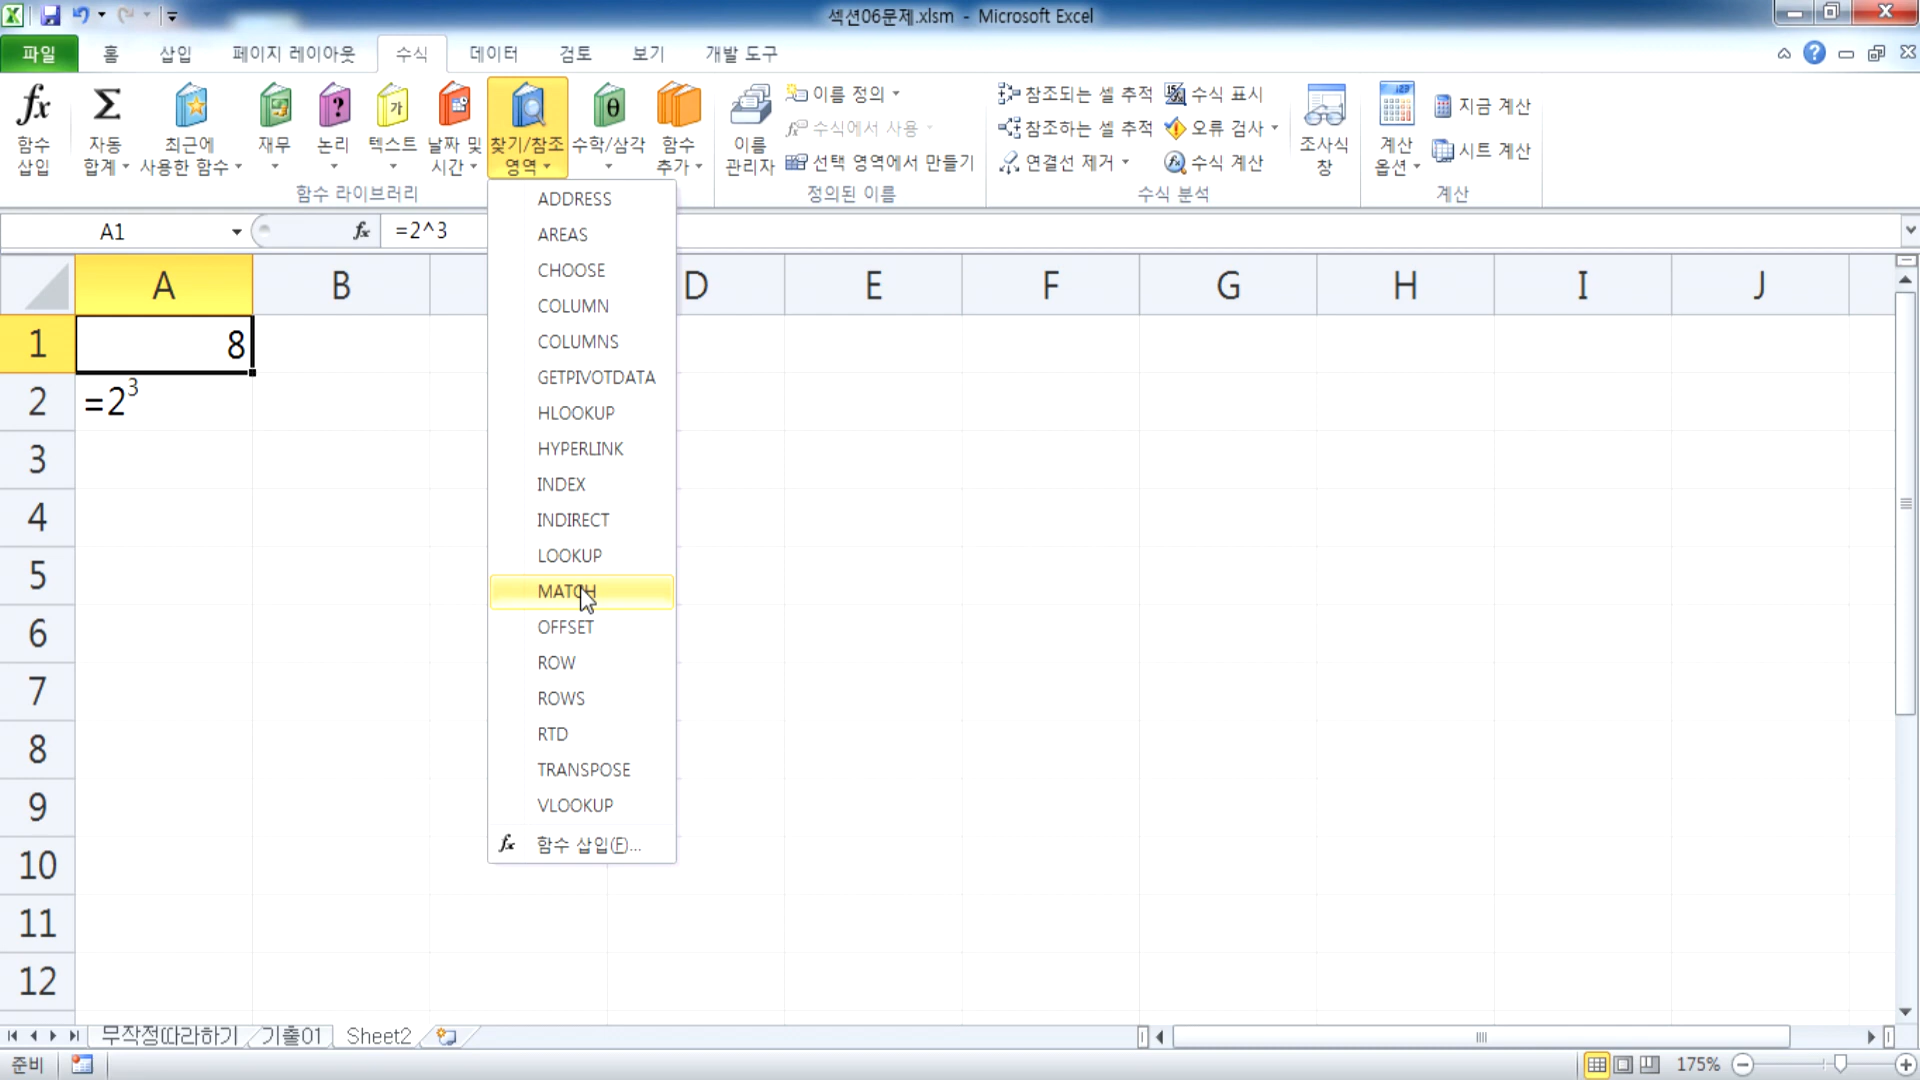 섹션06문제.xlsm - Microsoft Excel
파일 홈 삽입 페이지 레이아웃 수식 데이터 검토 보기 개발 도구
함수 삽입
자동 합계
최근에 사용한 함수
재무
논리
텍스트
날짜 및 시간
찾기/참조 영역
수학/삼각
함수 추가
함수 라이브러리
이름 관리자
이름 정의
수식에서 사용
선택 영역에서 만들기
정의된 이름
참조되는 셀 추적
참조하는 셀 추적
연결선 제거
수식 표시
오류 검사
수식 계산
수식 분석
조사식 창
계산 옵션
지금 계산
시트 계산
계산
A1 fx =2^3
ADDRESS
AREAS
CHOOSE
COLUMN
COLUMNS
GETPIVOTDATA
HLOOKUP
HYPERLINK
INDEX
INDIRECT
LOOKUP
MATCH
OFFSET
ROW
ROWS
RTD
TRANSPOSE
VLOOKUP
fx 함수 삽입(F)...
A B D E F G H I J
1 8
2 =2³
3
4
5
6
7
8
9
10
11
12
무작정따라하기 기출01 Sheet2
준비 175%